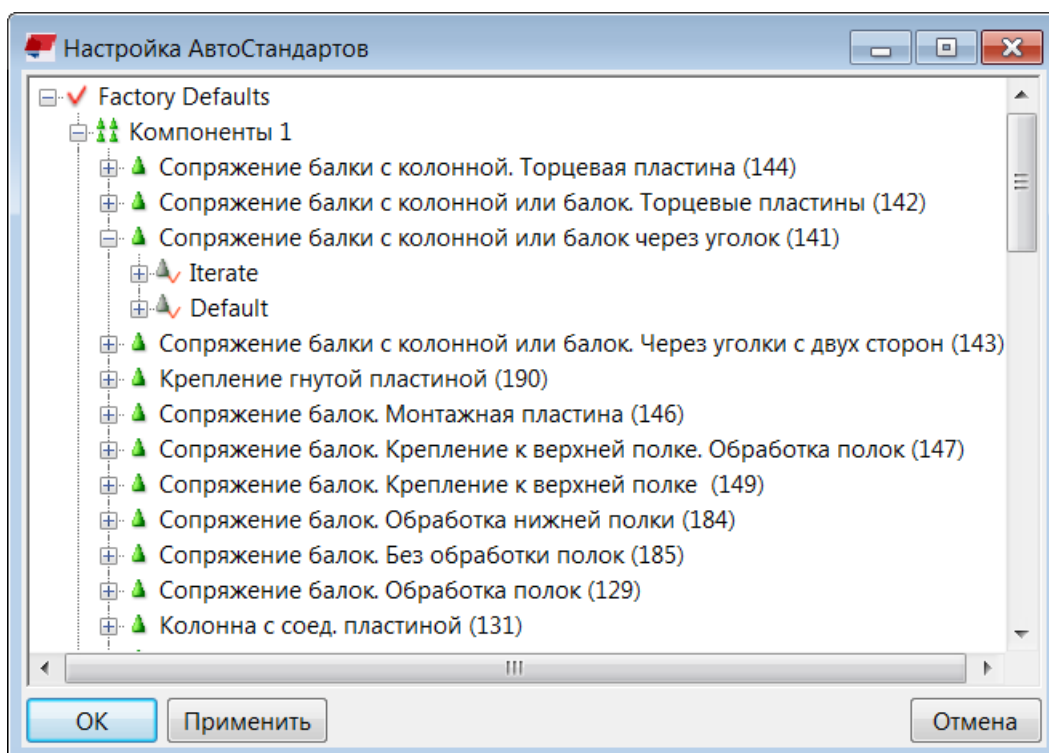 Настройка АвтоСтандартов
Factory Defaults
Компоненты 1
Сопряжение балки с колонной. Торцевая пластина (144)
Сопряжение балки с колонной или балок. Торцевые пластины (142)
Сопряжение балки с колонной или балок через уголок (141)
Iterate
Default
Сопряжение балки с колонной или балок. Через уголки с двух сторон (143)
Крепление гнутой пластиной (190)
Сопряжение балок. Монтажная пластина (146)
Сопряжение балок. Крепление к верхней полке. Обработка полок (147)
Сопряжение балок. Крепление к верхней полке (149)
Сопряжение балок. Обработка нижней полки (184)
Сопряжение балок. Без обработки полок (185)
Сопряжение балок. Обработка полок (129)
Колонна с соед. пластиной (131)
ОК Применить Отмена